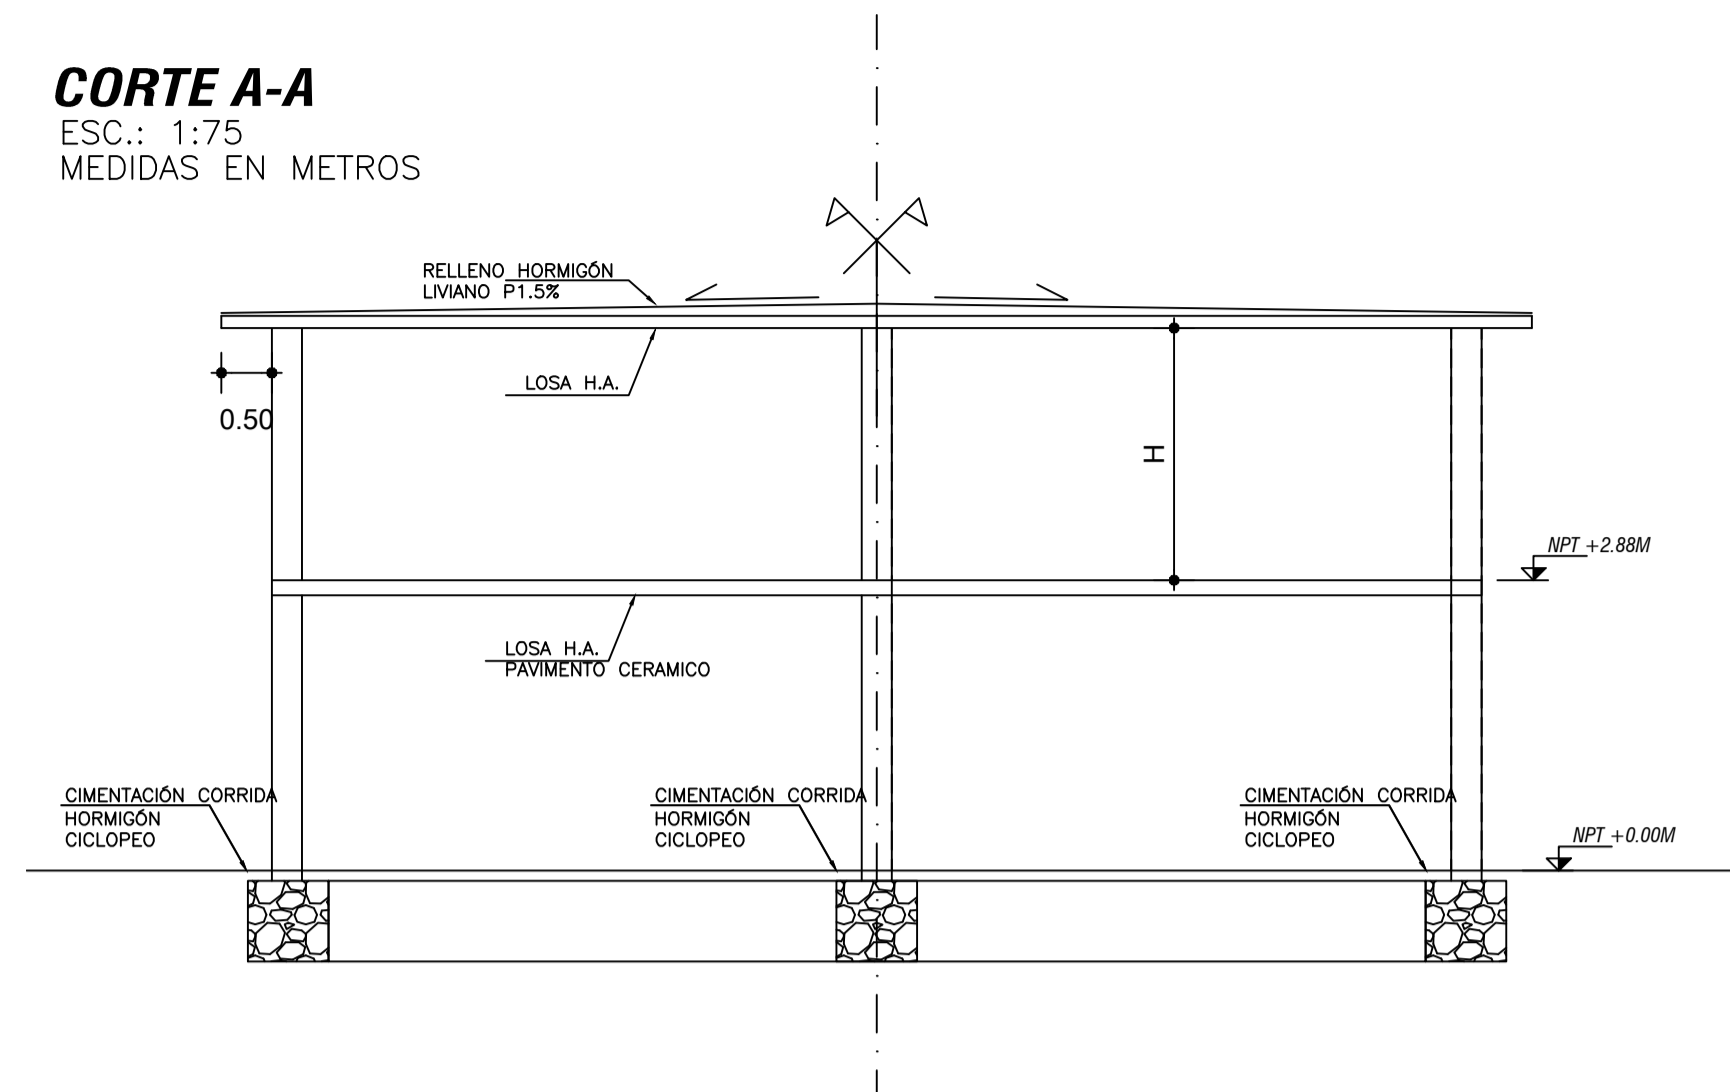 CORTE A-A
ESC.: 1:75
MEDIDAS EN METROS
RELLENO HORMIGÓN
LIVIANO P1.5%
LOSA H.A.
0.50
H
NPT +2.88M
LOSA H.A.
PAVIMENTO CERAMICO
CIMENTACIÓN CORRIDA
HORMIGÓN
CICLOPEO
CIMENTACIÓN CORRIDA
HORMIGÓN
CICLOPEO
CIMENTACIÓN CORRIDA
HORMIGÓN
CICLOPEO
NPT +0.00M